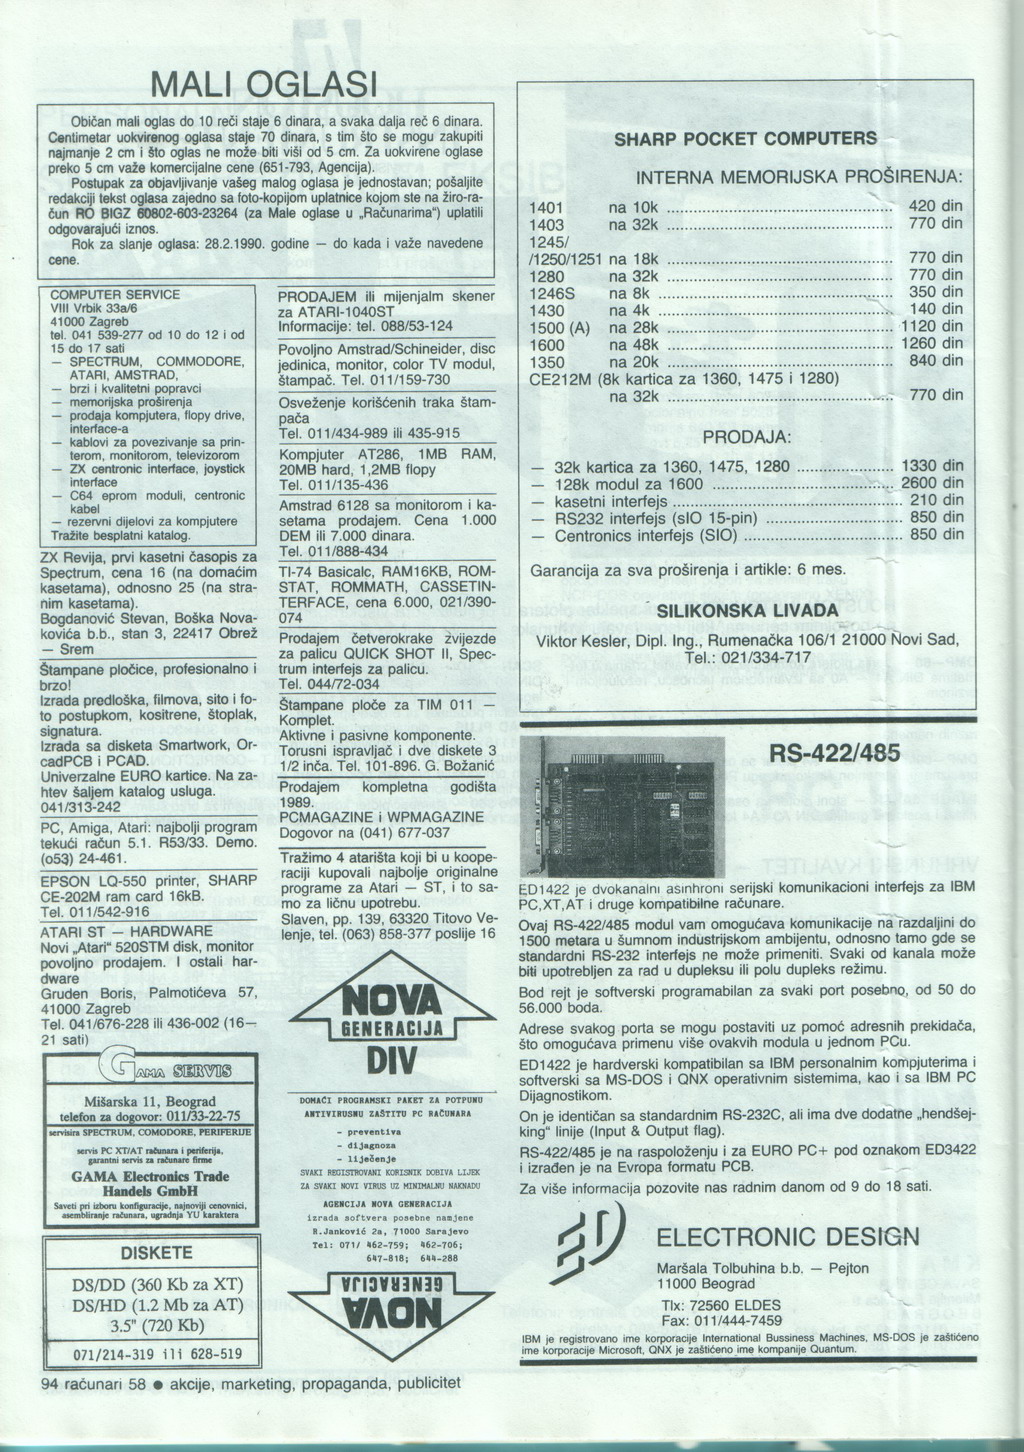 MALI OGLASI
Običan mali oglas do 10 reči staje 6 dinara, a svaka dalja reč 6 dinara.
Centimetar uokvirenog oglasa staje 70 dinara, s tim što se mogu zakupiti
najmanje 2 cm i što oglas ne može biti viši od 5 cm. Za uokvirene oglase
preko 5 cm važe komercijalne cene (651-793, Agencija).
Postupak za objavljivanje vašeg malog oglasa je jednostavan; pošaljite
redakciji tekst oglasa zajedno sa foto-kopijom uplatnice kojom ste na žiro-ra-
čun RO BIGZ 60802-603-23264 (za Male oglase u „Računarima“) uplatili
odgovarajući iznos.
Rok za slanje oglasa: 28.2.1990. godine — do kada i važe navedene
cene.
COMPUTER SERVICE
VIII Vrbik 33a/6
41000 Zagreb
tel. 041 539-277 od 10 do 12 i od
15 do 17 sati
— SPECTRUM, COMMODORE,
ATARI, AMSTRAD,
— brzi i kvalitetni popravci
— memorijska proširenja
— prodaja kompjutera, flopy drive,
interface-a
— kablovi za povezivanje sa prin-
terom, monitorom, televizorom
— ZX centronic interface, joystick
interface
— C64 eprom moduli, centronic
kabel
— rezervni dijelovi za kompjutere
Tražite besplatni katalog.
ZX Revija, prvi kasetni časopis za
Spectrum, cena 16 (na domaćim
kasetama), odnosno 25 (na stra-
nim kasetama).
Bogdanović Stevan, Boška Nova-
kovića b.b., stan 3, 22417 Obrež
— Srem
Štampane pločice, profesionalno i
brzo!
Izrada predloška, filmova, sito i fo-
to postupkom, kositrene, štoplak,
signatura.
Izrada sa disketa Smartwork, Or-
cadPCB i PCAD.
Univerzalne EURO kartice. Na za-
htev šaljem katalog usluga.
041/313-242
PC, Amiga, Atari: najbolji program
tekući račun 5.1. R53/33. Demo.
(o53) 24-461.
EPSON LQ-550 printer, SHARP
CE-202M ram card 16kB.
Tel. 011/542-916
ATARI ST — HARDWARE
Novi „Atari“ 520STM disk, monitor
povoljno prodajem. I ostali har-
dware
Gruden Boris, Palmotićeva 57,
41000 Zagreb
Tel. 041/676-228 ili 436-002 (16—
21 sati)
GAMA SERVIS
Mišarska 11, Beograd
telefon za dogovor: 011/33-22-75
servisira SPECTRUM, COMODORE, PERIFERIJE
servis PC XT/AT računara i periferija,
garantni servis za računare firme
GAMA Electronics Trade
Handels GmbH
Saveti pri izboru konfiguracije, najnoviji cenovnici,
asembliranje računara, ugradnja YU karaktera
DISKETE
DS/DD (360 Kb za XT)
DS/HD (1.2 Mb za AT)
3.5" (720 Kb)
071/214-319 ili 628-519
PRODAJEM ili mijenjalm skener
za ATARI-1040ST
Informacije: tel. 088/53-124
Povoljno Amstrad/Schineider, disc
jedinica, monitor, color TV modul,
štampač. Tel. 011/159-730
Osveženje korišćenih traka štam-
pača
Tel. 011/434-989 ili 435-915
Kompjuter AT286, 1MB RAM,
20MB hard, 1,2MB flopy
Tel. 011/135-436
Amstrad 6128 sa monitorom i ka-
setama prodajem. Cena 1.000
DEM ili 7.000 dinara.
Tel. 011/888-434
TI-74 Basicalc, RAM16KB, ROM-
STAT, ROMMATH, CASSETIN-
TERFACE, cena 6.000, 021/390-
074
Prodajem četverokrake zvijezde
za palicu QUICK SHOT II, Spec-
trum interfejs za palicu.
Tel. 044/72-034
Štampane ploče za TIM 011 —
Komplet.
Aktivne i pasivne komponente.
Torusni ispravljač i dve diskete 3
1/2 inča. Tel. 101-896. G. Božanić
Prodajem kompletna godišta
1989.
PCMAGAZINE i WPMAGAZINE
Dogovor na (041) 677-037
Tražimo 4 atarišta koji bi u koope-
raciji kupovali najbolje originalne
programe za Atari — ST, i to sa-
mo za ličnu upotrebu.
Slaven, pp. 139, 63320 Titovo Ve-
lenje, tel. (063) 858-377 poslije 16
NOVA
GENERACIJA
DIV
DOMAĆI PROGRAMSKI PAKET ZA POTPUNU
ANTIVIRUSNU ZAŠTITU PC RAČUNARA
- preventiva
- dijagnoza
- liječenje
SVAKI REGISTROVANI KORISNIK DOBIVA LIJEK
ZA SVAKI NOVI VIRUS UZ MINIMALNU NAKNADU
AGENCIJA NOVA GENERACIJA
izrada softvera posebne namjene
R.Janković 2a, 71000 Sarajevo
Tel: 071/ 462-759; 462-706;
647-818; 644-288
GENERACIJA
NOVA
SHARP POCKET COMPUTERS
INTERNA MEMORIJSKA PROŠIRENJA:
1401 na 10k ........ 420 din
1403 na 32k ........ 770 din
1245/
/1250/1251 na 18k ........ 770 din
1280 na 32k ........ 770 din
1246S na 8k ........ 350 din
1430 na 4k ........ 140 din
1500 (A) na 28k ........ 1120 din
1600 na 48k ........ 1260 din
1350 na 20k ........ 840 din
CE212M (8k kartica za 1360, 1475 i 1280)
na 32k ........ 770 din
PRODAJA:
— 32k kartica za 1360, 1475, 1280 ........ 1330 din
— 128k modul za 1600 ........ 2600 din
— kasetni interfejs ........ 210 din
— RS232 interfejs (sIO 15-pin) ........ 850 din
— Centronics interfejs (SIO) ........ 850 din
Garancija za sva proširenja i artikle: 6 mes.
SILIKONSKA LIVADA
Viktor Kesler, Dipl. Ing., Rumenačka 106/1 21000 Novi Sad,
Tel.: 021/334-717
RS-422/485
ED1422 je dvokanalni asinhroni serijski komunikacioni interfejs za IBM
PC,XT,AT i druge kompatibilne računare.
Ovaj RS-422/485 modul vam omogućava komunikacije na razdaljini do
1500 metara u šumnom industrijskom ambijentu, odnosno tamo gde se
standardni RS-232 interfejs ne može primeniti. Svaki od kanala može
biti upotrebljen za rad u dupleksu ili polu dupleks režimu.
Bod rejt je softverski programabilan za svaki port posebno, od 50 do
56.000 boda.
Adrese svakog porta se mogu postaviti uz pomoć adresnih prekidača,
što omogućava primenu više ovakvih modula u jednom PCu.
ED1422 je hardverski kompatibilan sa IBM personalnim kompjuterima i
softverski sa MS-DOS i QNX operativnim sistemima, kao i sa IBM PC
Dijagnostikom.
On je identičan sa standardnim RS-232C, ali ima dve dodatne „hendšej-
king“ linije (Input & Output flag).
RS-422/485 je na raspoloženju i za EURO PC+ pod oznakom ED3422
i izrađen je na Evropa formatu PCB.
Za više informacija pozovite nas radnim danom od 9 do 18 sati.
ED
ELECTRONIC DESIGN
Maršala Tolbuhina b.b. — Pejton
11000 Beograd
Tlx: 72560 ELDES
Fax: 011/444-7459
IBM je registrovano ime korporacije International Bussiness Machines, MS-DOS je zaštićeno
ime korporacije Microsoft, QNX je zaštićeno ime kompanije Quantum.
94 računari 58 • akcije, marketing, propaganda, publicitet